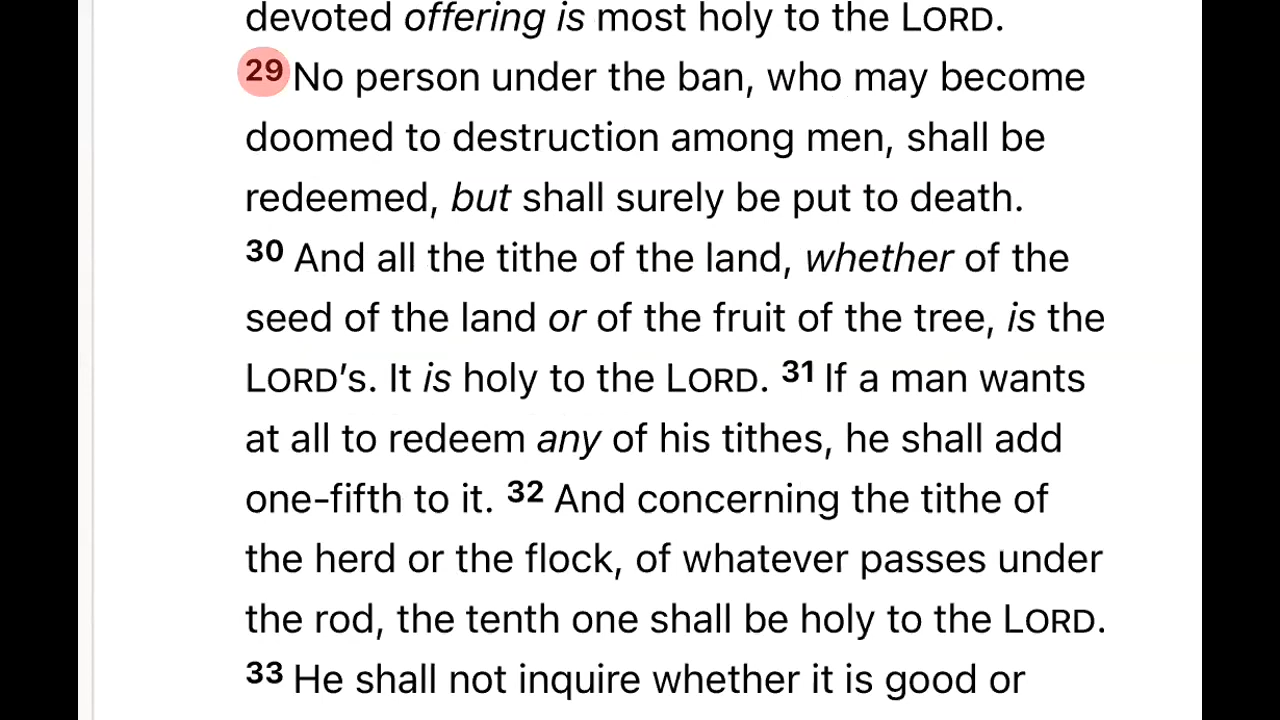 devoted offering is most holy to the LORD.
29 No person under the ban, who may become
doomed to destruction among men, shall be
redeemed, but shall surely be put to death.
30 And all the tithe of the land, whether of the
seed of the land or of the fruit of the tree, is the
LORD’s. It is holy to the LORD. 31 If a man wants
at all to redeem any of his tithes, he shall add
one-fifth to it. 32 And concerning the tithe of
the herd or the flock, of whatever passes under
the rod, the tenth one shall be holy to the LORD.
33 He shall not inquire whether it is good or